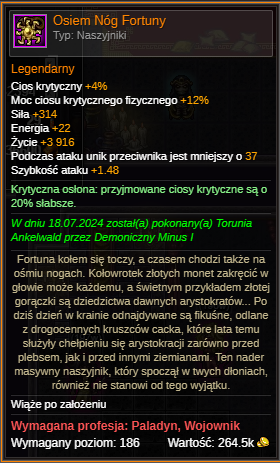 Osiem Nóg Fortuny
Typ: Naszyjniki
Legendarny
Cios krytyczny +4%
Moc ciosu krytycznego fizycznego +12%
Siła +314
Energia +22
Życie +3 916
Podczas ataku unik przeciwnika jest mniejszy o 37
Szybkość ataku +1.48
Krytyczna osłona: przyjmowane ciosy krytyczne są o
20% słabsze.
W dniu 18.07.2024 został(a) pokonany(a) Torunia
Ankelwald przez Demoniczny Minus I
Fortuna kołem się toczy, a czasem chodzi także na
ośmiu nogach. Kołowrotek złotych monet zakręcić w
głowie może każdemu, a świetnym przykładem złotej
gorączki są dziedzictwa dawnych arystokratów... Po
dziś dzień w krainie odnajdywane są fikuśne, odlane
z drogocennych kruszców cacka, które lata temu
służyły chełpieniu się arystokracji zarówno przed
plebsem, jak i przed innymi ziemianami. Ten nader
masywny naszyjnik, który spoczął w twych dłoniach,
również nie stanowi od tego wyjątku.
Wiąże po założeniu
Wymagana profesja: Paladyn, Wojownik
Wymagany poziom: 186 Wartość: 264.5k